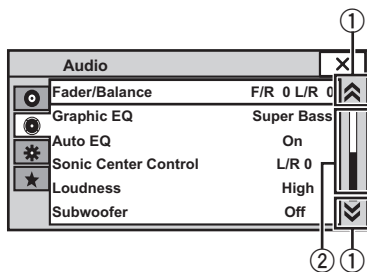 ①
Audio
Fader/Balance F/R 0 L/R 0
Graphic EQ Super Bass
Auto EQ On
Sonic Center Control L/R 0
Loudness High
Subwoofer Off
② ①